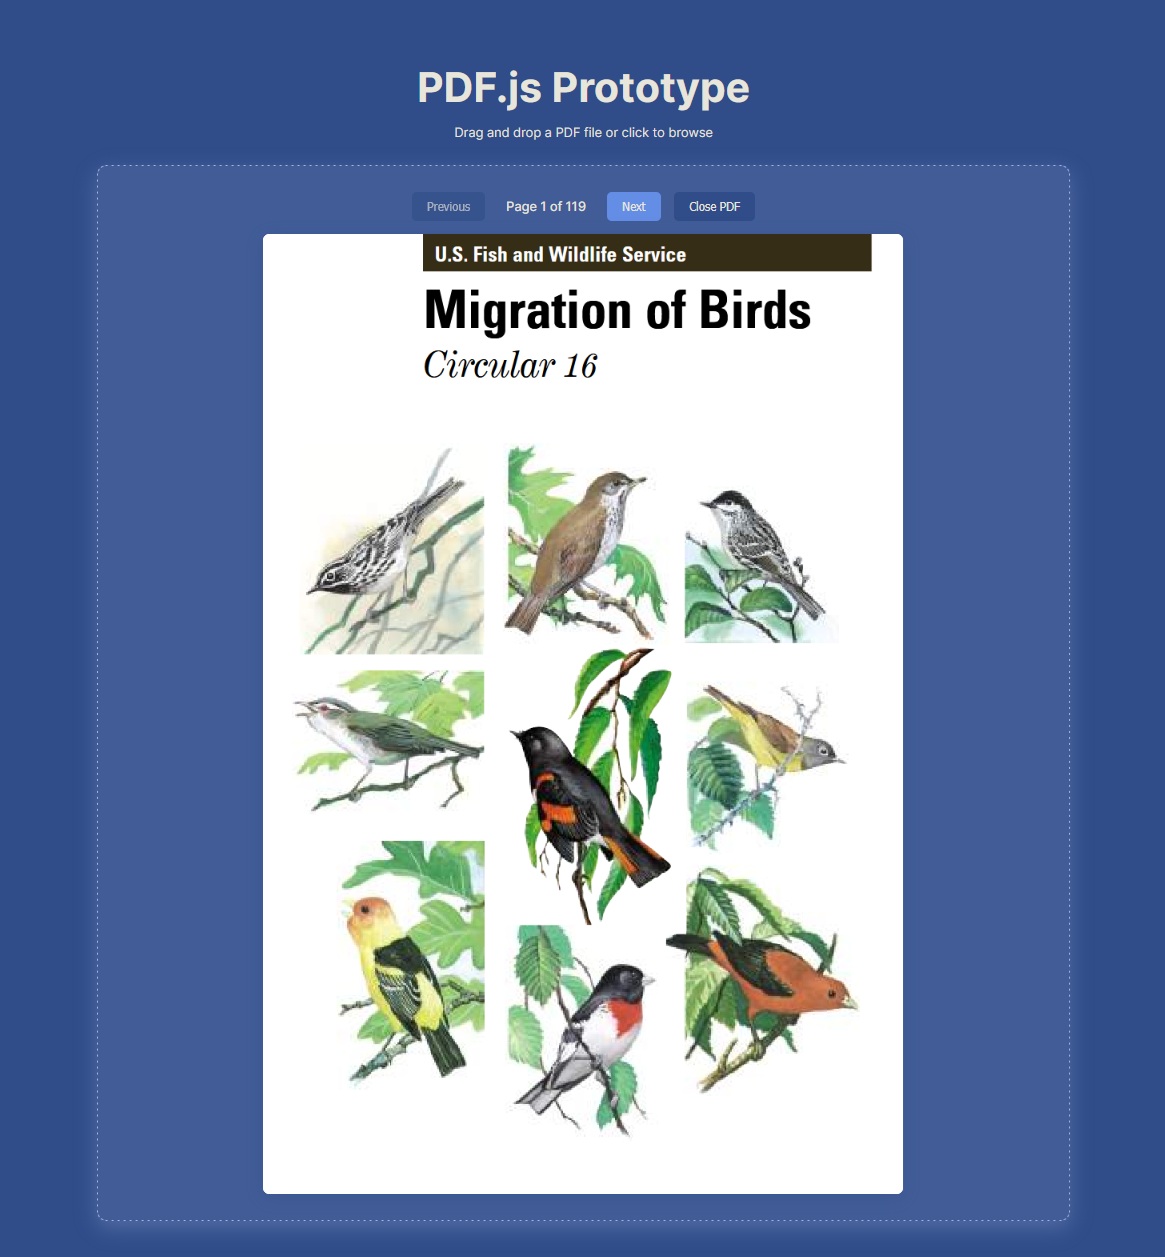 PDF.js Prototype
Drag and drop a PDF file or click to browse
Previous Page 1 of 119 Next Close PDF
U.S. Fish and Wildlife Service
Migration of Birds
Circular 16